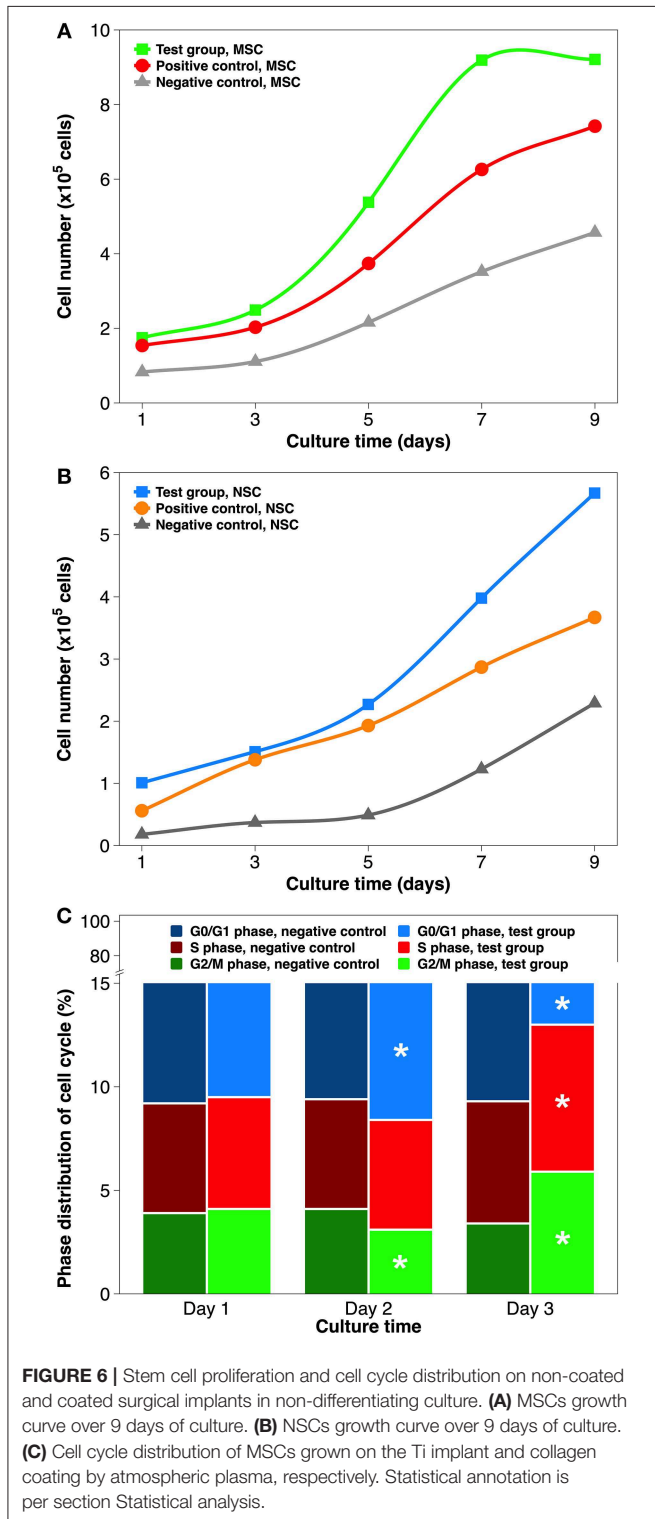 A
10
8
6
4
2
0
Cell number (x10⁵ cells)
Test group, MSC
Positive control, MSC
Negative control, MSC
1 3 5 7 9
Culture time (days)
B
6
5
4
3
2
1
0
Cell number (x10⁵ cells)
Test group, NSC
Positive control, NSC
Negative control, NSC
1 3 5 7 9
Culture time (days)
C
100
80
15
10
5
0
Phase distribution of cell cycle (%)
G0/G1 phase, negative control G0/G1 phase, test group
S phase, negative control S phase, test group
G2/M phase, negative control G2/M phase, test group
* *
*
* *
Day 1 Day 2 Day 3
Culture time
FIGURE 6 | Stem cell proliferation and cell cycle distribution on non-coated
and coated surgical implants in non-differentiating culture. (A) MSCs growth
curve over 9 days of culture. (B) NSCs growth curve over 9 days of culture.
(C) Cell cycle distribution of MSCs grown on the Ti implant and collagen
coating by atmospheric plasma, respectively. Statistical annotation is
per section Statistical analysis.